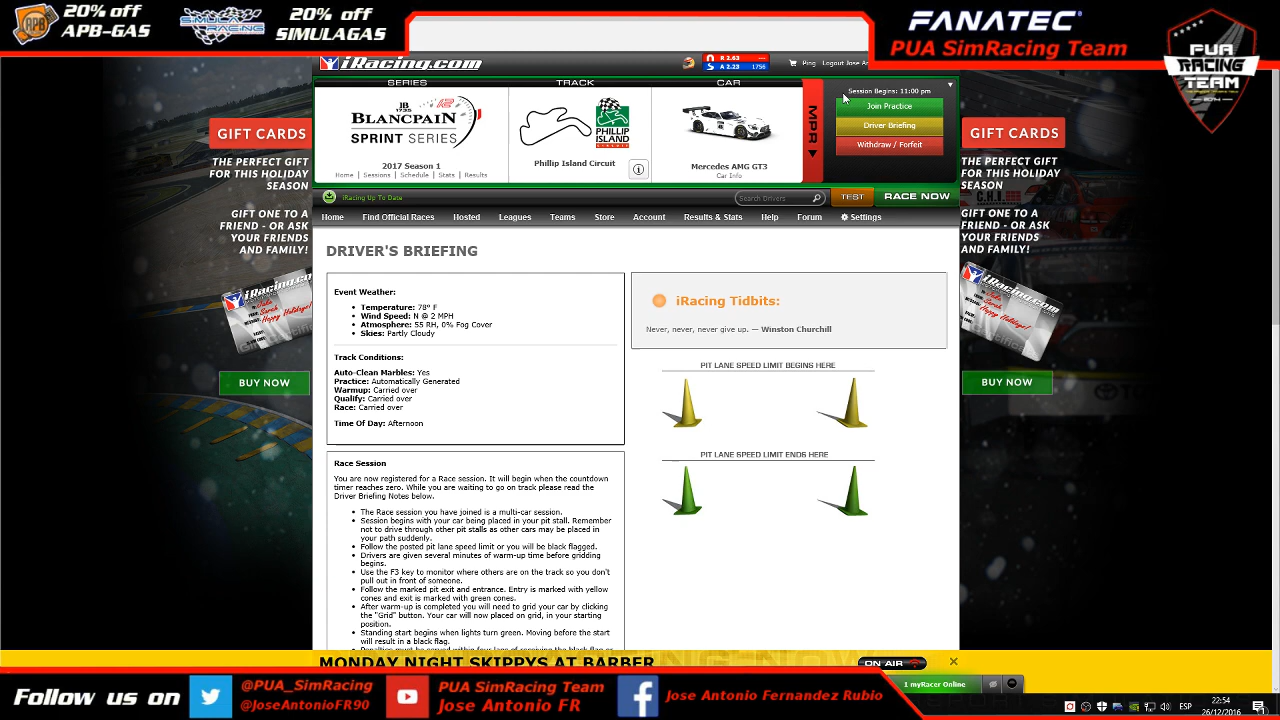 20% off
APB-GAS
APB
SIMULA
RACING
20% off
SIMULAGAS
FANATEC
PUA SimRacing Team
PUA
RACING
TEAM
iRacing.com
R 2.63
A 2.23 1756
Ping
Logout Jose Ar
SERIES
TRACK
CAR
JB
1735
BLANCPAIN
SPRINT SERIES
2017 Season 1
Home | Sessions | Schedule | Stats | Results
PHILLIP
ISLAND
CIRCUIT
Phillip Island Circuit
Mercedes AMG GT3
Car Info
MPR
Session Begins: 11:00 pm
Join Practice
Driver Briefing
Withdraw / Forfeit
iRacing Up To Date
Search Drivers
TEST
RACE NOW
Home
Find Official Races
Hosted
Leagues
Teams
Store
Account
Results & Stats
Help
Forum
Settings
GIFT CARDS
THE PERFECT GIFT
FOR THIS HOLIDAY
SEASON
GIFT ONE TO A
FRIEND - OR ASK
YOUR FRIENDS
AND FAMILY!
BUY NOW
GIFT CARDS
THE PERFECT GIFT
FOR THIS HOLIDAY
SEASON
GIFT ONE TO A
FRIEND - OR ASK
YOUR FRIENDS
AND FAMILY!
BUY NOW
DRIVER'S BRIEFING
Event Weather:
• Temperature: 78° F
• Wind Speed: N @ 2 MPH
• Atmosphere: 55 RH, 0% Fog Cover
• Skies: Partly Cloudy
Track Conditions:
Auto-Clean Marbles: Yes
Practice: Automatically Generated
Warmup: Carried over
Qualify: Carried over
Race: Carried over
Time Of Day: Afternoon
iRacing Tidbits:
Never, never, never give up. — Winston Churchill
PIT LANE SPEED LIMIT BEGINS HERE
PIT LANE SPEED LIMIT ENDS HERE
Race Session
You are now registered for a Race session. It will begin when the countdown
timer reaches zero. While you are waiting to go on track please read the
Driver Briefing Notes below.
• The Race session you have joined is a multi-car session.
• Session begins with your car being placed in your pit stall. Remember
not to drive through other pit stalls as other cars may be placed in
your path suddenly.
• Follow the posted pit lane speed limit or you will be black flagged.
• Drivers are given several minutes of warm-up time before gridding
begins.
• Use the F3 key to monitor where others are on the track so you don't
pull out in front of someone.
• Follow the marked pit exit and entrance. Entry is marked with yellow
cones and exit is marked with green cones.
• After warm-up is completed you will need to grid your car by clicking
the "Grid" button. Your car will now placed on grid, in your starting
position.
• Standing start begins when lights turn green. Moving before the start
will result in a black flag.
MONDAY NIGHT SKIPPYS AT BARBER
ON AIR
1 myRacer Online
Follow us on
@PUA_SimRacing
@JoseAntonioFR90
PUA SimRacing Team
Jose Antonio FR
Jose Antonio Fernandez Rubio
ESP
22:54
26/12/2016